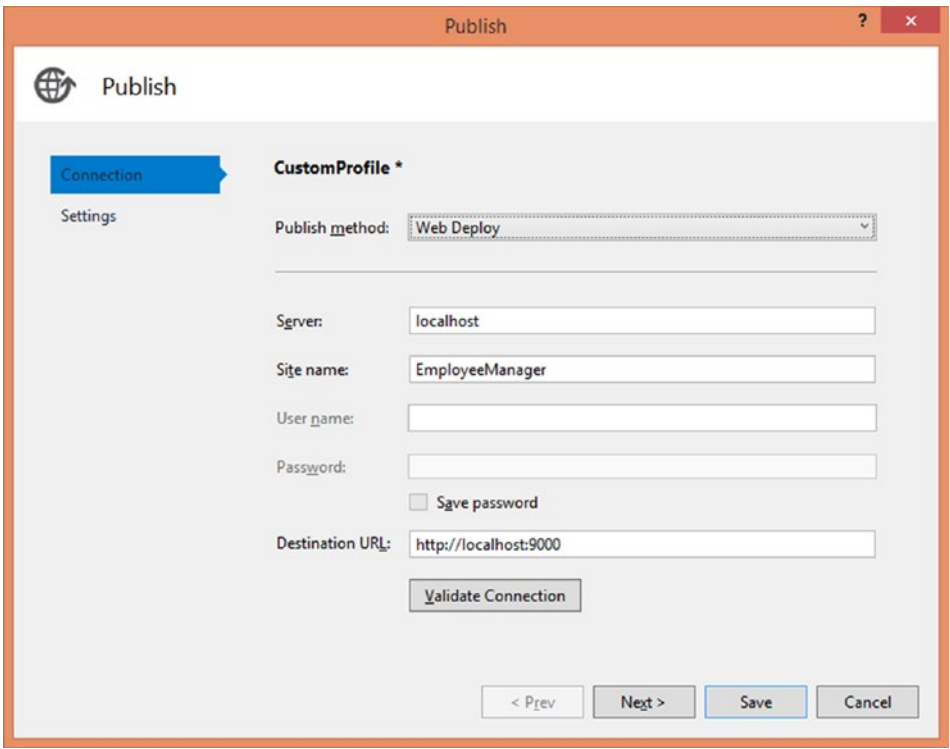 Publish
?
Publish
Connection
Settings
CustomProfile *
Publish method: Web Deploy
Server: localhost
Site name: EmployeeManager
User name:
Password:
Save password
Destination URL: http://localhost:9000
Validate Connection
< Prev Next > Save Cancel